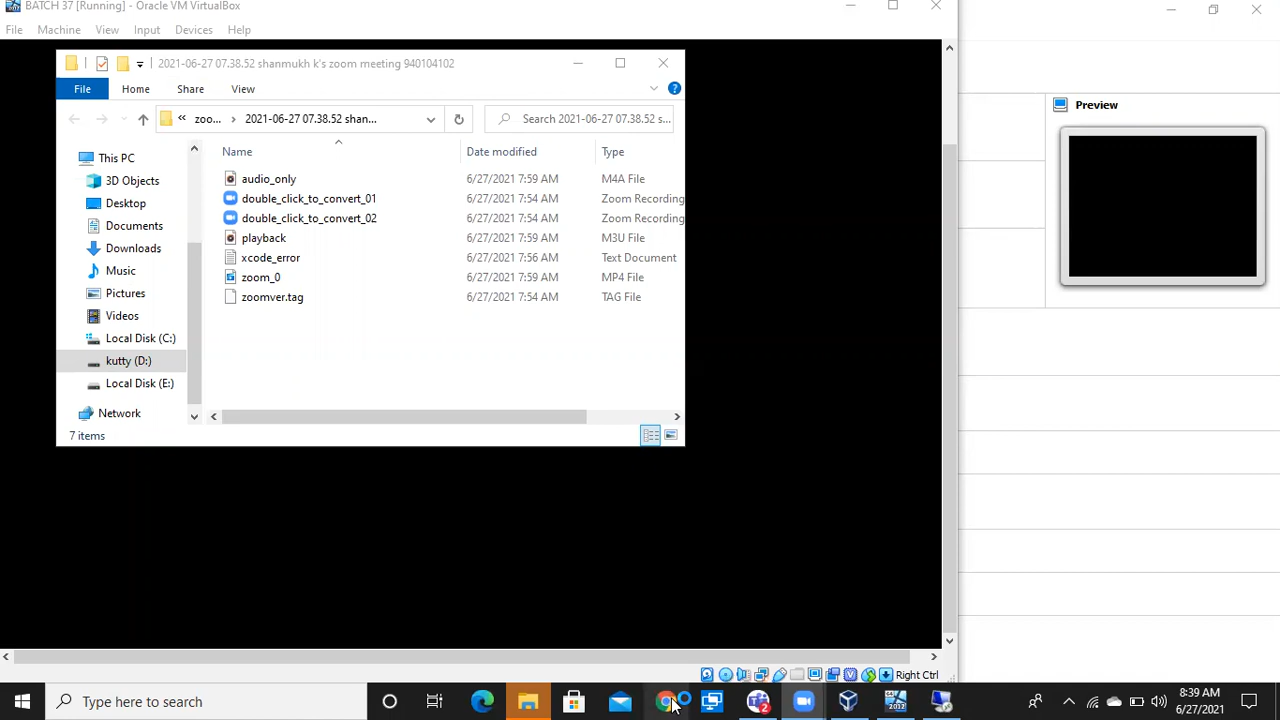 BATCH 37 [Running] - Oracle VM VirtualBox
File Machine View Input Devices Help
2021-06-27 07.38.52 shanmukh k's zoom meeting 940104102
File Home Share View
zoo... 2021-06-27 07.38.52 shan... Search 2021-06-27 07.38.52 s...
Preview
Name Date modified Type
This PC
3D Objects
Desktop
Documents
Downloads
Music
Pictures
Videos
Local Disk (C:)
kutty (D:)
Local Disk (E:)
Network
audio_only 6/27/2021 7:59 AM M4A File
double_click_to_convert_01 6/27/2021 7:54 AM Zoom Recording
double_click_to_convert_02 6/27/2021 7:54 AM Zoom Recording
playback 6/27/2021 7:59 AM M3U File
xcode_error 6/27/2021 7:56 AM Text Document
zoom_0 6/27/2021 7:59 AM MP4 File
zoomver.tag 6/27/2021 7:54 AM TAG File
7 items
Right Ctrl
Type here to search
8:39 AM
6/27/2021